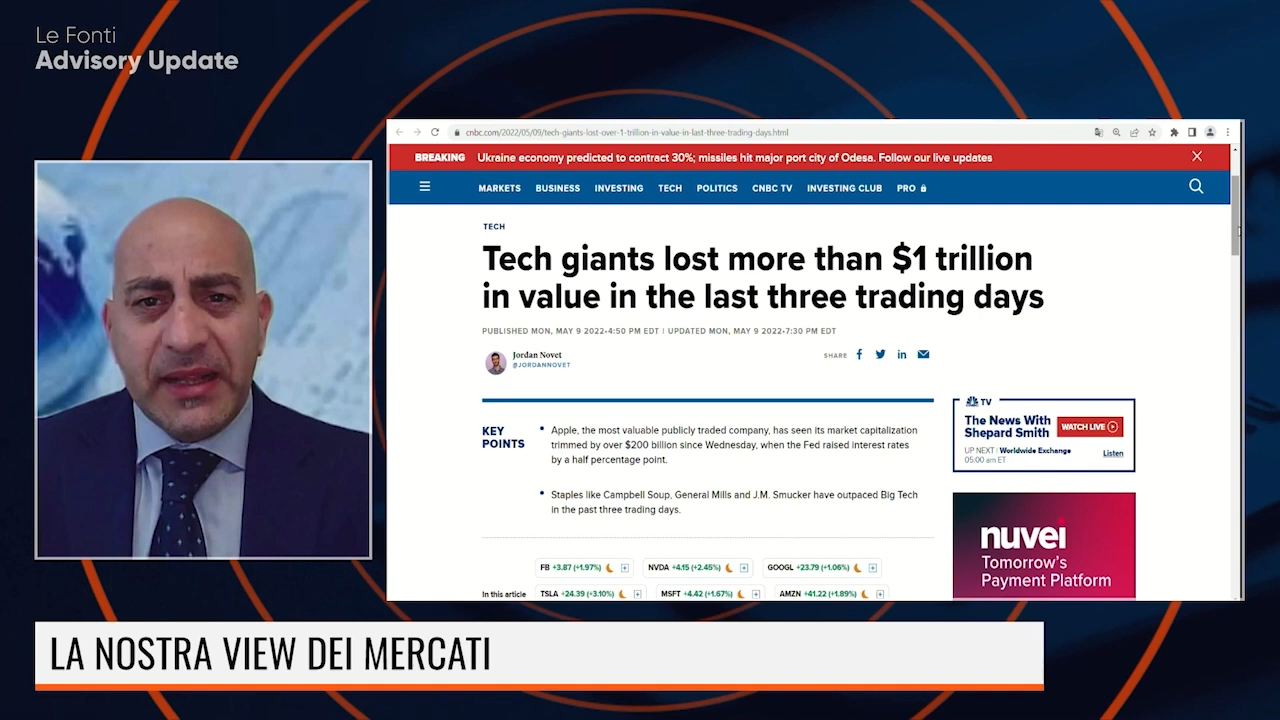 Le Fonti
Advisory Update
cnbc.com/2022/05/09/tech-giants-lost-over-1-trillion-in-value-in-last-three-trading-days.html
BREAKING Ukraine economy predicted to contract 30%; missiles hit major port city of Odesa. Follow our live updates
MARKETS BUSINESS INVESTING TECH POLITICS CNBC TV INVESTING CLUB PRO
TECH
Tech giants lost more than $1 trillion
in value in the last three trading days
PUBLISHED MON, MAY 9 2022•4:50 PM EDT | UPDATED MON, MAY 9 2022•7:30 PM EDT
Jordan Novet
@JORDANNOVET
SHARE
KEY
POINTS
Apple, the most valuable publicly traded company, has seen its market capitalization
trimmed by over $200 billion since Wednesday, when the Fed raised interest rates
by a half percentage point.
Staples like Campbell Soup, General Mills and J.M. Smucker have outpaced Big Tech
in the past three trading days.
In this article
FB +3.87 (+1.97%) NVDA +4.15 (+2.45%) GOOGL +23.79 (+1.06%)
TSLA +24.39 (+3.10%) MSFT +4.42 (+1.67%) AMZN +41.22 (+1.89%)
TV
The News With
Shepard Smith
WATCH LIVE
UP NEXT | Worldwide Exchange
05:00 am ET
Listen
nuvei
Tomorrow's
Payment Platform
LA NOSTRA VIEW DEI MERCATI